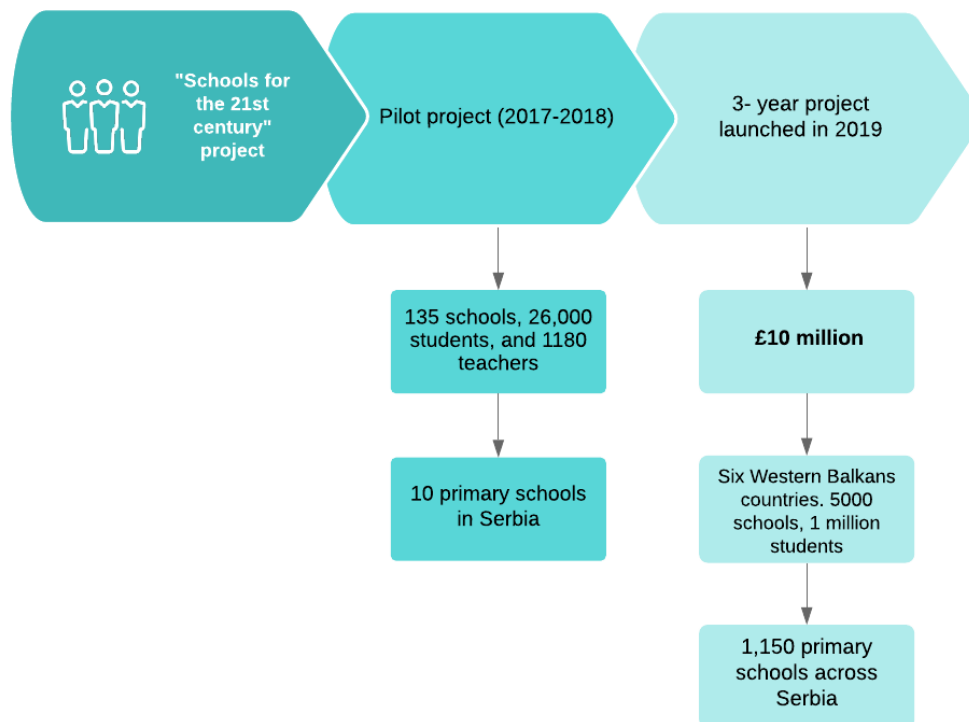 "Schools for
the 21st
century"
project
Pilot project (2017-2018)
3- year project
launched in 2019
135 schools, 26,000
students, and 1180
teachers
£10 million
10 primary schools
in Serbia
Six Western Balkans
countries. 5000
schools, 1 million
students
1,150 primary
schools across
Serbia